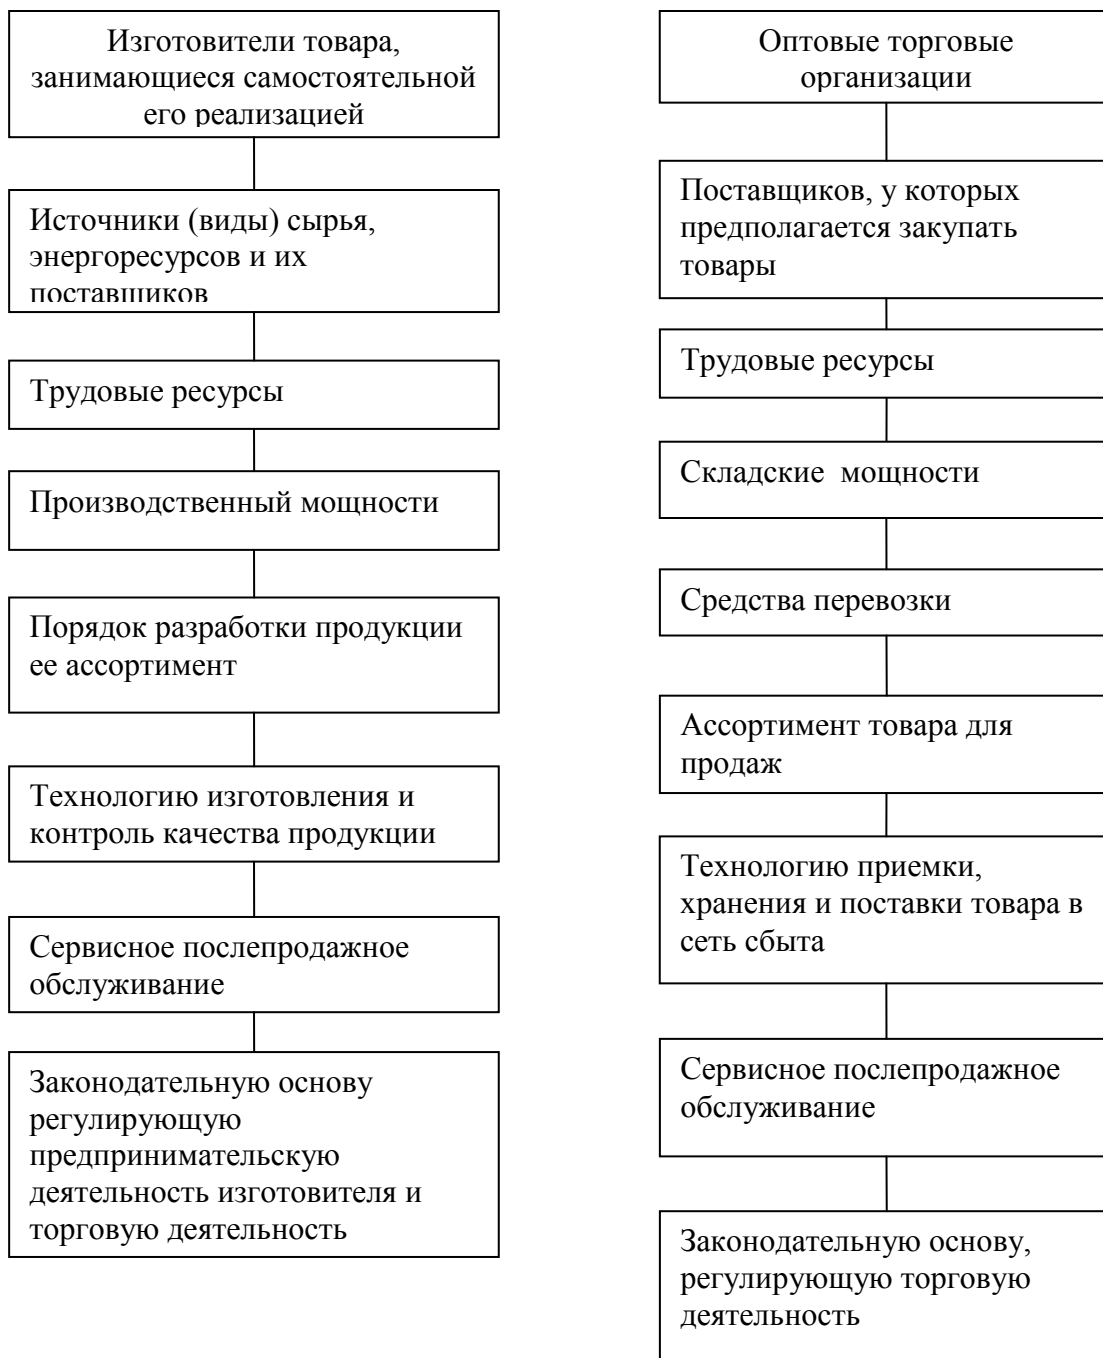 Изготовители товара,
занимающиеся самостоятельной
его реализацией
Источники (виды) сырья,
энергоресурсов и их
поставщиков
Трудовые ресурсы
Производственный мощности
Порядок разработки продукции
ее ассортимент
Технологию изготовления и
контроль качества продукции
Сервисное послепродажное
обслуживание
Законодательную основу
регулирующую
предпринимательскую
деятельность изготовителя и
торговую деятельность
Оптовые торговые
организации
Поставщиков, у которых
предполагается закупать
товары
Трудовые ресурсы
Складские  мощности
Средства перевозки
Ассортимент товара для
продаж
Технологию приемки,
хранения и поставки товара в
сеть сбыта
Сервисное послепродажное
обслуживание
Законодательную основу,
регулирующую торговую
деятельность